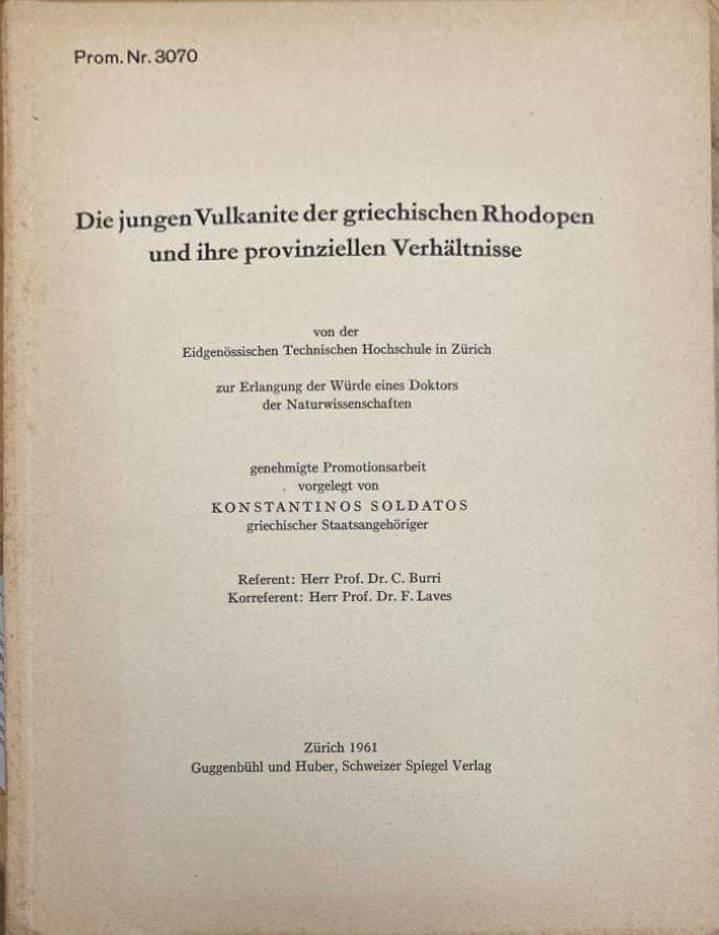 Prom. Nr. 3070
Die jungen Vulkanite der griechischen Rhodopen
und ihre provinziellen Verhältnisse
von der
Eidgenössischen Technischen Hochschule in Zürich
zur Erlangung der Würde eines Doktors
der Naturwissenschaften
genehmigte Promotionsarbeit
vorgelegt von
KONSTANTINOS SOLDATOS
griechischer Staatsangehöriger
Referent: Herr Prof. Dr. C. Burri
Korreferent: Herr Prof. Dr. F. Laves
Zürich 1961
Guggenbühl und Huber, Schweizer Spiegel Verlag